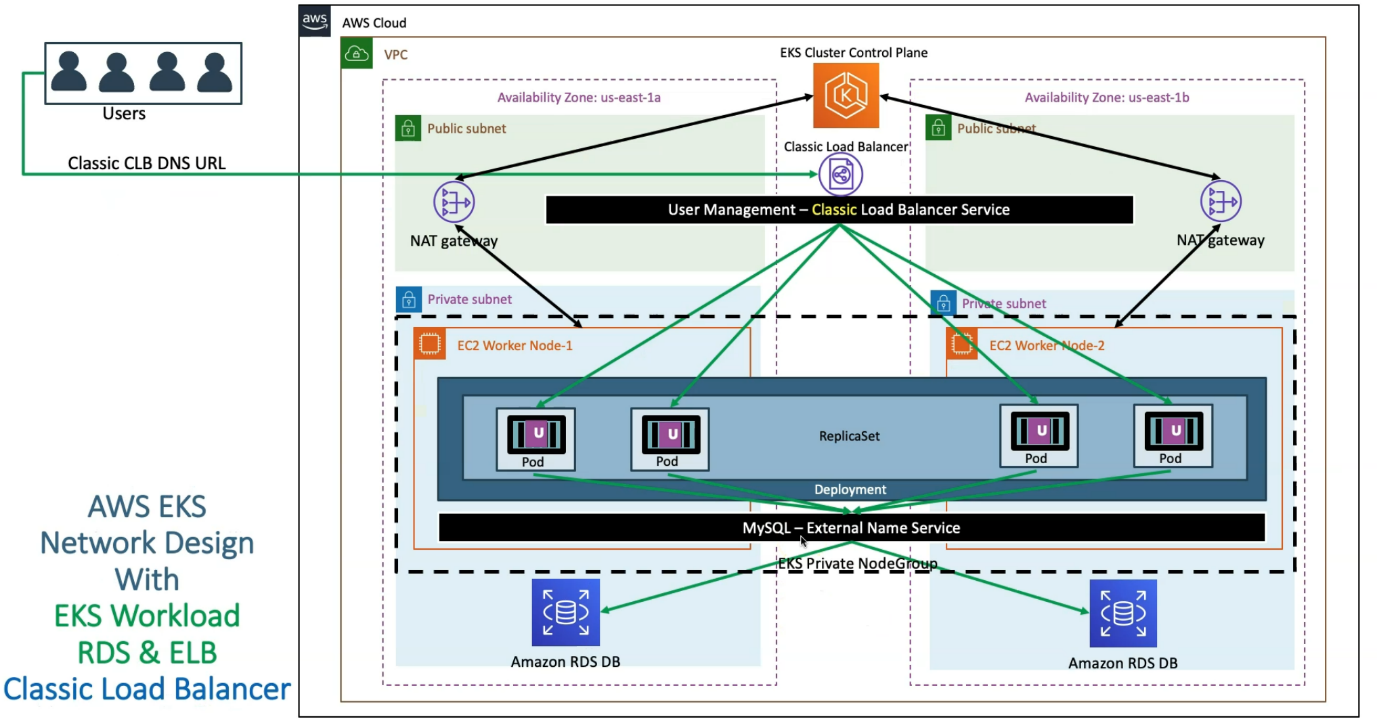 aws
AWS Cloud
VPC
EKS Cluster Control Plane
Users
Availability Zone: us-east-1a
Availability Zone: us-east-1b
K
Public subnet
Public subnet
Classic Load Balancer
Classic CLB DNS URL
User Management – Classic Load Balancer Service
NAT gateway
NAT gateway
Private subnet
Private subnet
EC2 Worker Node-1
EC2 Worker Node-2
U
U
U
U
ReplicaSet
Pod
Pod
Pod
Pod
Deployment
MySQL – External Name Service
EKS Private NodeGroup
Amazon RDS DB
Amazon RDS DB
AWS EKS
Network Design
With
EKS Workload
RDS & ELB
Classic Load Balancer